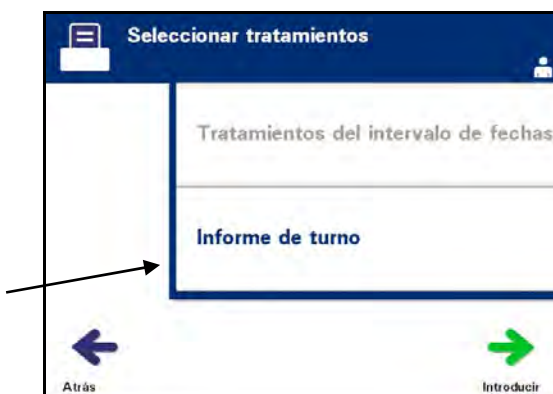 Seleccionar tratamientos
Tratamientos del intervalo de fechas
Informe de turno
Atrás
Introducir